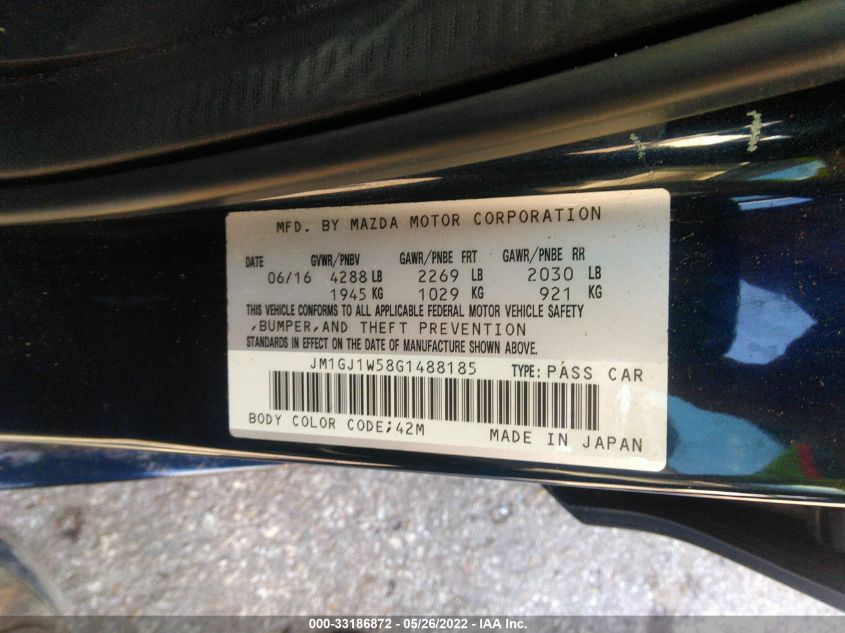 MFD. BY MAZDA MOTOR CORPORATION
DATE GVWR/PNBV GAWR/PNBE FRT GAWR/PNBE RR
06/16 4288 LB 2269 LB 2030 LB
1945 KG 1029 KG 921 KG
THIS VEHICLE CONFORMS TO ALL APPLICABLE FEDERAL MOTOR VEHICLE SAFETY
,BUMPER,AND THEFT PREVENTION
STANDARDS IN EFFECT ON THE DATE OF MANUFACTURE SHOWN ABOVE.
JM1GJ1W58G1488185 TYPE: PASS CAR
BODY COLOR CODE;42M MADE IN JAPAN
000-33186872 - 05/26/2022 - IAA Inc.